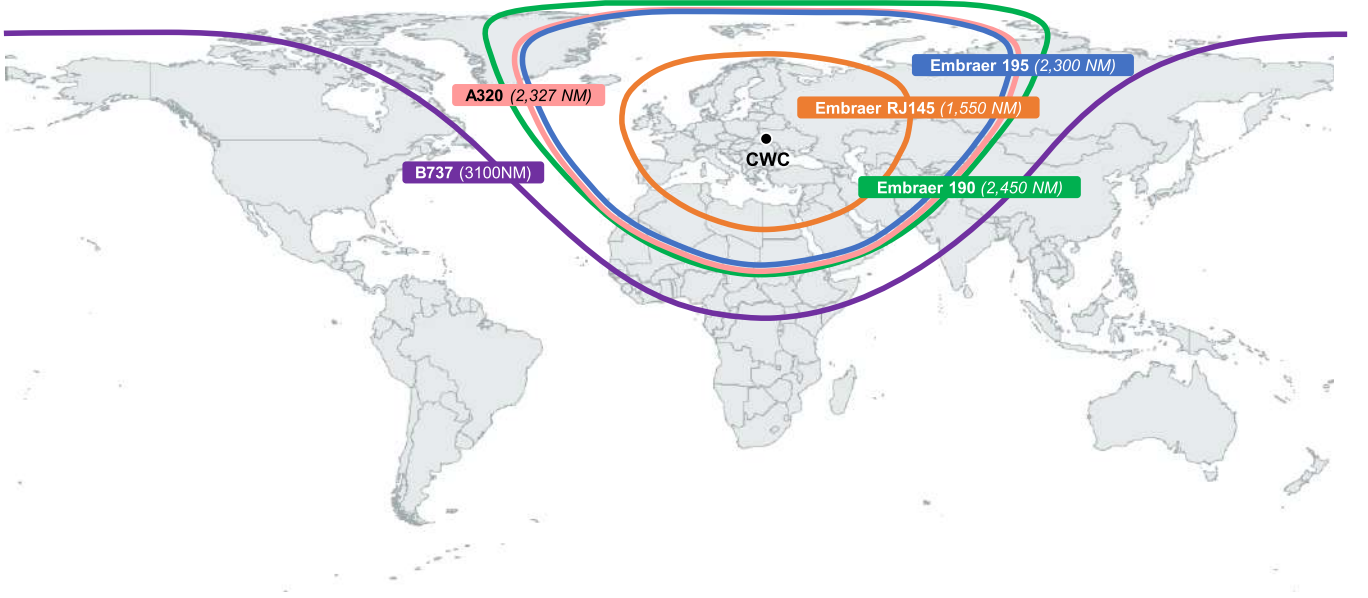 Embraer 195 (2,300 NM)
A320 (2,327 NM)
Embraer RJ145 (1,550 NM)
CWC
B737 (3100NM)
Embraer 190 (2,450 NM)